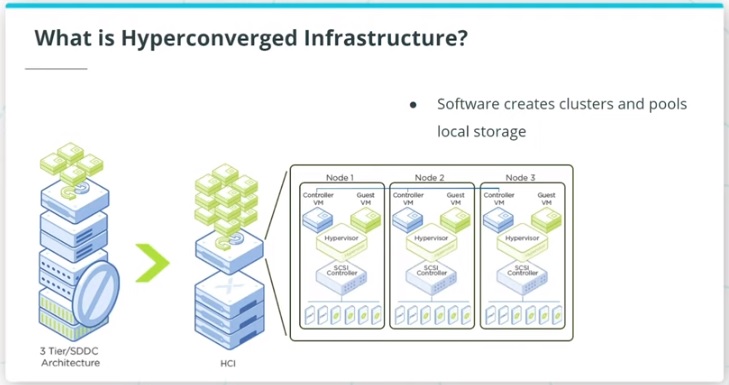 What is Hyperconverged Infrastructure?
● Software creates clusters and pools
local storage
3 Tier/SDDC
Architecture
HCI
Node 1
Controller
VM
Guest
VM
Hypervisor
SCSI
Controller
Node 2
Controller
VM
Guest
VM
Hypervisor
SCSI
Controller
Node 3
Controller
VM
Guest
VM
Hypervisor
SCSI
Controller